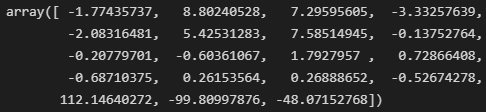 array([ -1.77435737,   8.80240528,   7.29595605,  -3.33257639,
        -2.08316481,   5.42531283,   7.58514945,  -0.13752764,
        -0.20779701,  -0.60361067,   1.7927957 ,   0.72866408,
        -0.68710375,   0.26153564,   0.26888652,  -0.52674278,
       112.14640272, -99.80997876, -48.07152768])